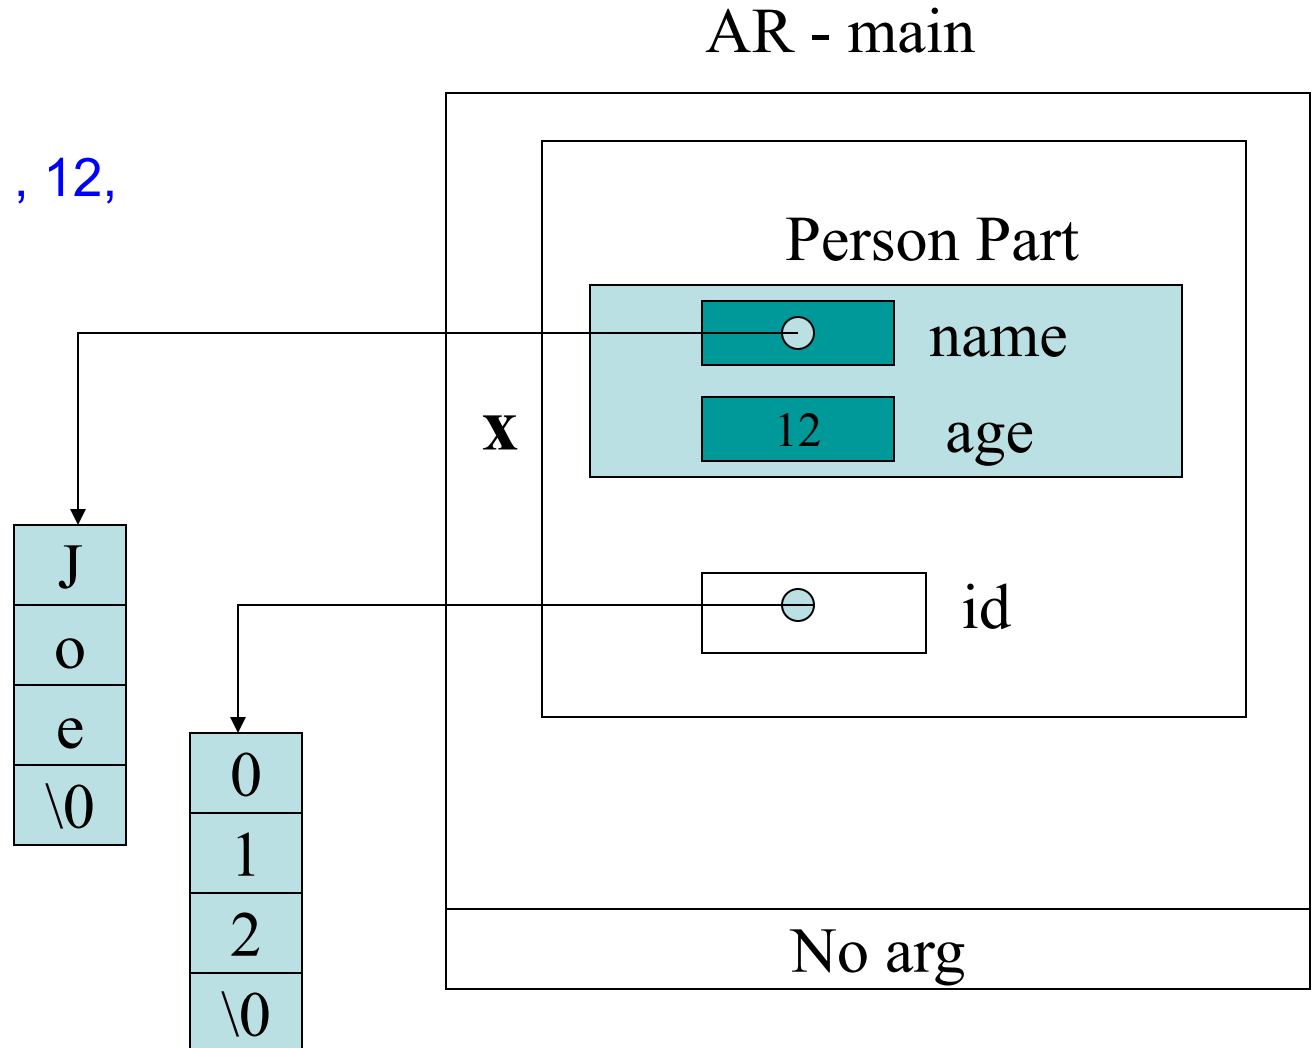 AR - main
, 12,
Person Part
name
x
12 age
J
o
e
\0
id
0
1
2
\0
No arg